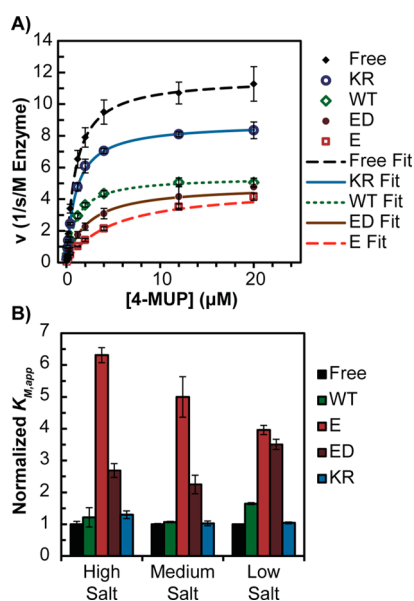 A)
14
12
10
8
6
4
2
0
v (1/s/M Enzyme)
0 5 10 15 20
[4-MUP] (µM)
Free
KR
WT
ED
E
Free Fit
KR Fit
WT Fit
ED Fit
E Fit
B)
7
6
5
4
3
2
1
0
Normalized K_M,app
High Salt
Medium Salt
Low Salt
Free
WT
E
ED
KR